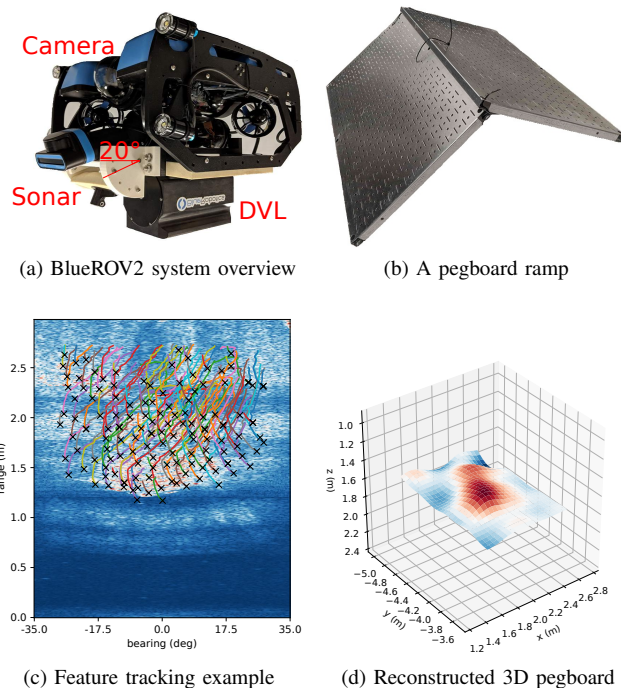 Camera
20°
Sonar
DVL
(a) BlueROV2 system overview
(b) A pegboard ramp
2.5
2.0
1.5
1.0
0.5
0.0
range (m)
-35.0 -17.5 0.0 17.5 35.0
bearing (deg)
(c) Feature tracking example
1.0
1.2
1.4
1.6
1.8
2.0
2.2
2.4
z (m)
−5.0
−4.8
−4.6
−4.4
−4.2
−4.0
−3.8
−3.6
y (m)
1.2 1.4 1.6 1.8 2.0 2.2 2.4 2.6 2.8
x (m)
(d) Reconstructed 3D pegboard